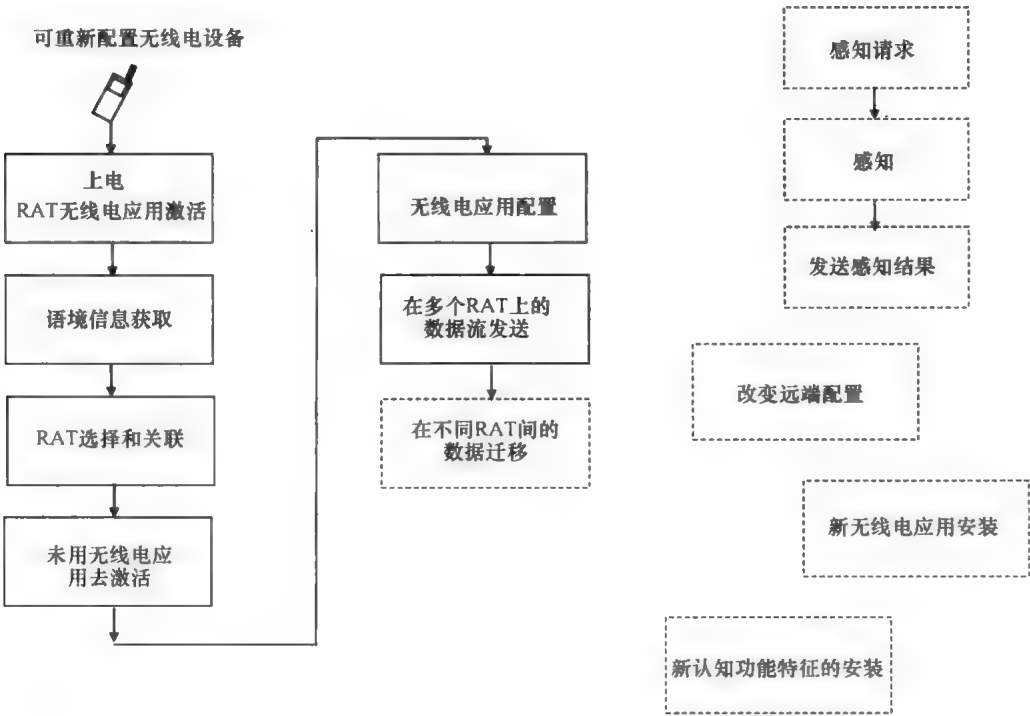 可重新配置无线电设备
上电
RAT无线电应用激活
语境信息获取
RAT选择和关联
未用无线电应
用去激活
无线电应用配置
在多个RAT上的
数据流发送
在不同RAT间的
数据迁移
感知请求
感知
发送感知结果
改变远端配置
新无线电应用安装
新认知功能特征的安装